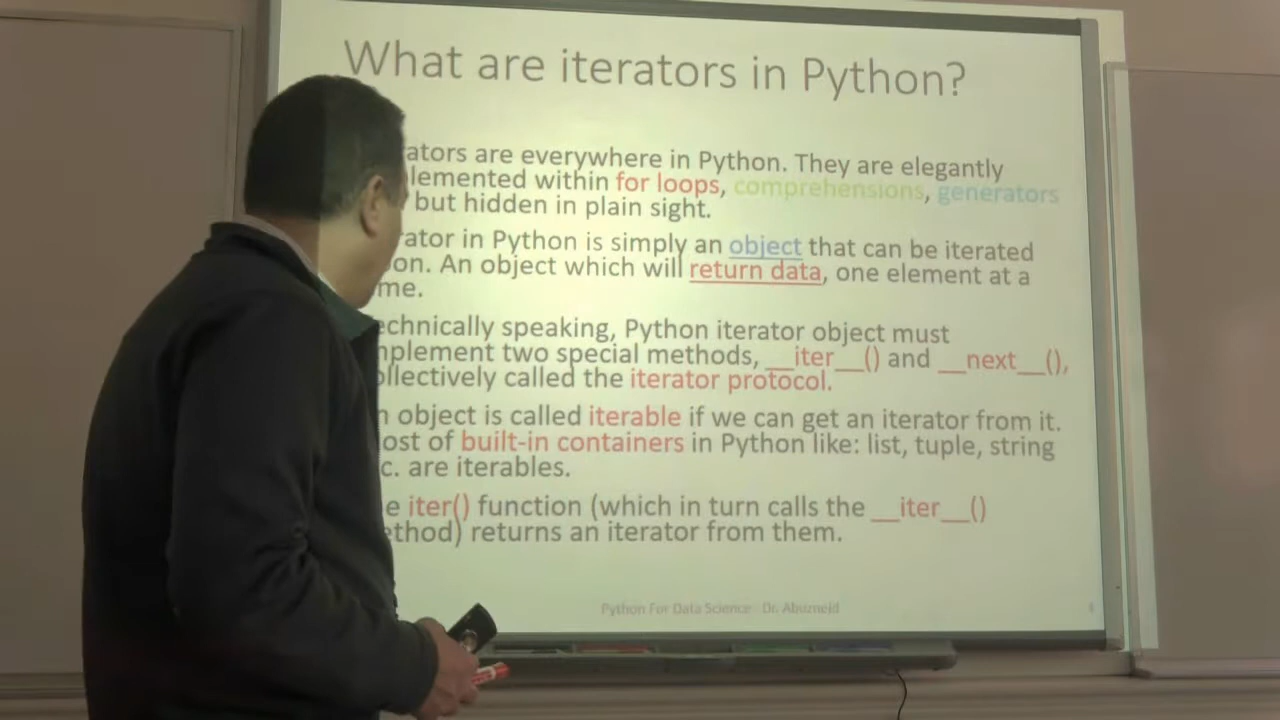 What are iterators in Python?
ators are everywhere in Python. They are elegantly
lemented within for loops, comprehensions, generators
but hidden in plain sight.
ator in Python is simply an object that can be iterated
on. An object which will return data, one element at a
me.
echnically speaking, Python iterator object must
plement two special methods, __iter__() and __next__(),
ollectively called the iterator protocol.
object is called iterable if we can get an iterator from it.
ost of built-in containers in Python like: list, tuple, string
c. are iterables.
e iter() function (which in turn calls the __iter__()
thod) returns an iterator from them.
Python For Data Science - Dr. Abuzneid